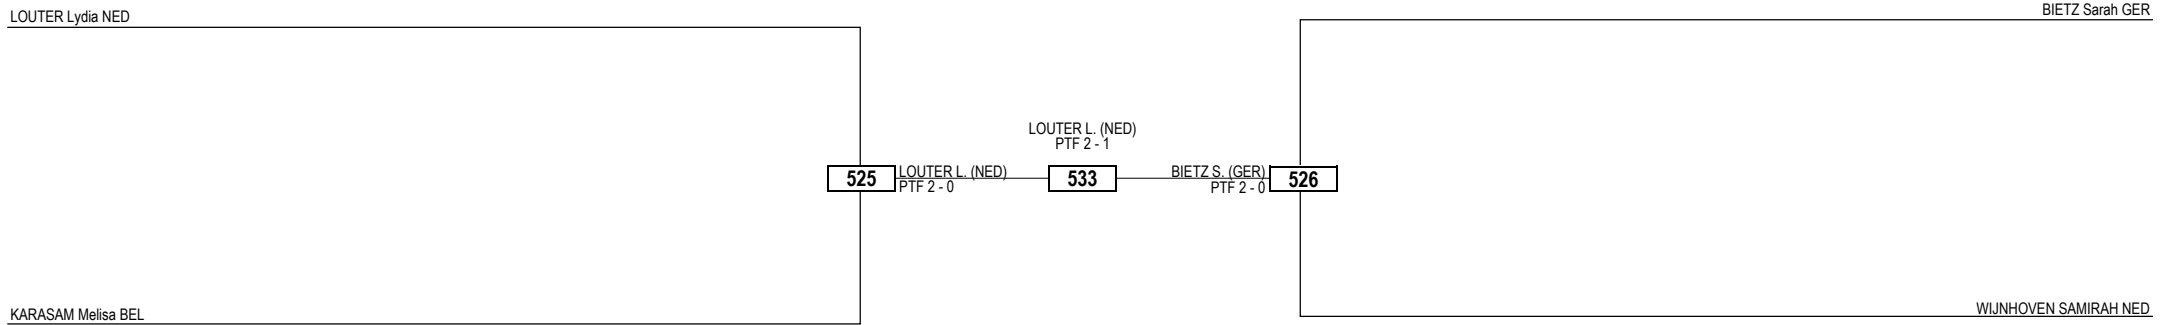 LOUTER Lydia NED
BIETZ Sarah GER
LOUTER L. (NED)
PTF 2 - 1
525
LOUTER L. (NED)
PTF 2 - 0
533
BIETZ S. (GER)
PTF 2 - 0
526
KARASAM Melisa BEL
WIJNHOVEN SAMIRAH NED